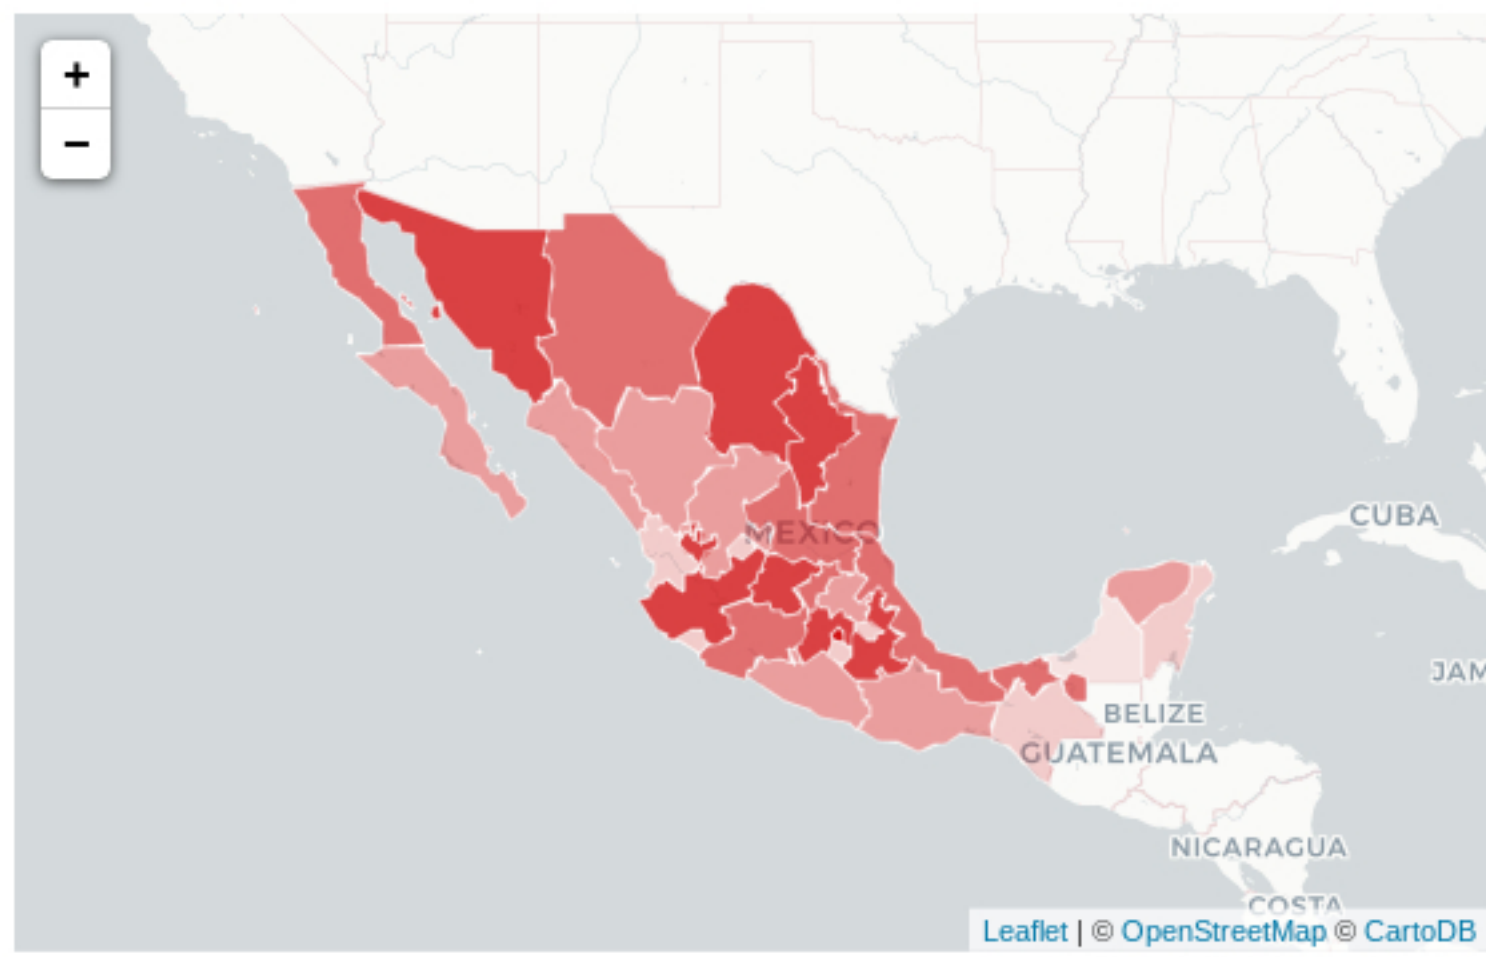 +
−
MEXICO
CUBA
JAM
BELIZE
GUATEMALA
NICARAGUA
COSTA
Leaflet | © OpenStreetMap © CartoDB